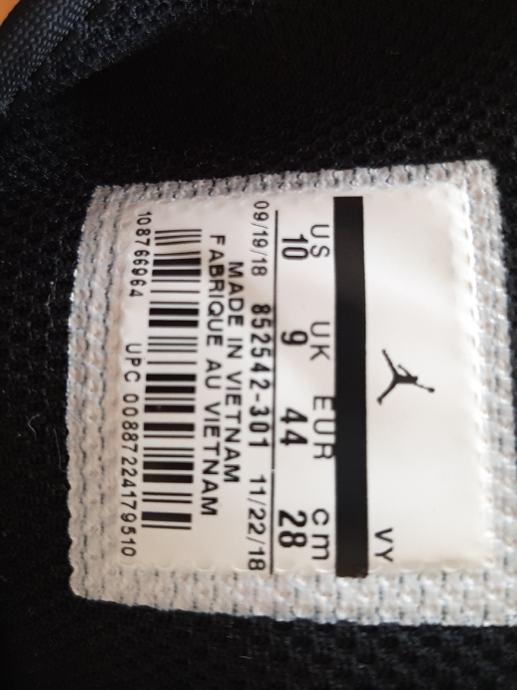 VY
US UK EUR cm
10 9 44 28
09/19/18 852542-301 11/22/18
MADE IN VIETNAM
FABRIQUE AU VIETNAM
108766964 UPC 00887224179510